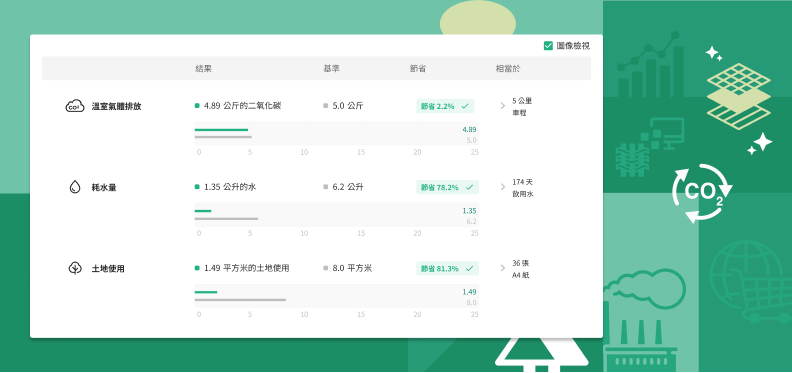 圖像檢視
結果 基準 節省 相當於
CO2 溫室氣體排放 4.89 公斤的二氧化碳 5.0 公斤 節省 2.2% 5 公里
車程
4.89
5.0
0 5 10 15 20 25
耗水量 1.35 公升的水 6.2 公升 節省 78.2% 174 天
飲用水
1.35
6.2
0 5 10 15 20 25
土地使用 1.49 平方米的土地使用 8.0 平方米 節省 81.3% 36 張
A4 紙
1.49
8.0
0 5 10 15 20 25
CO2